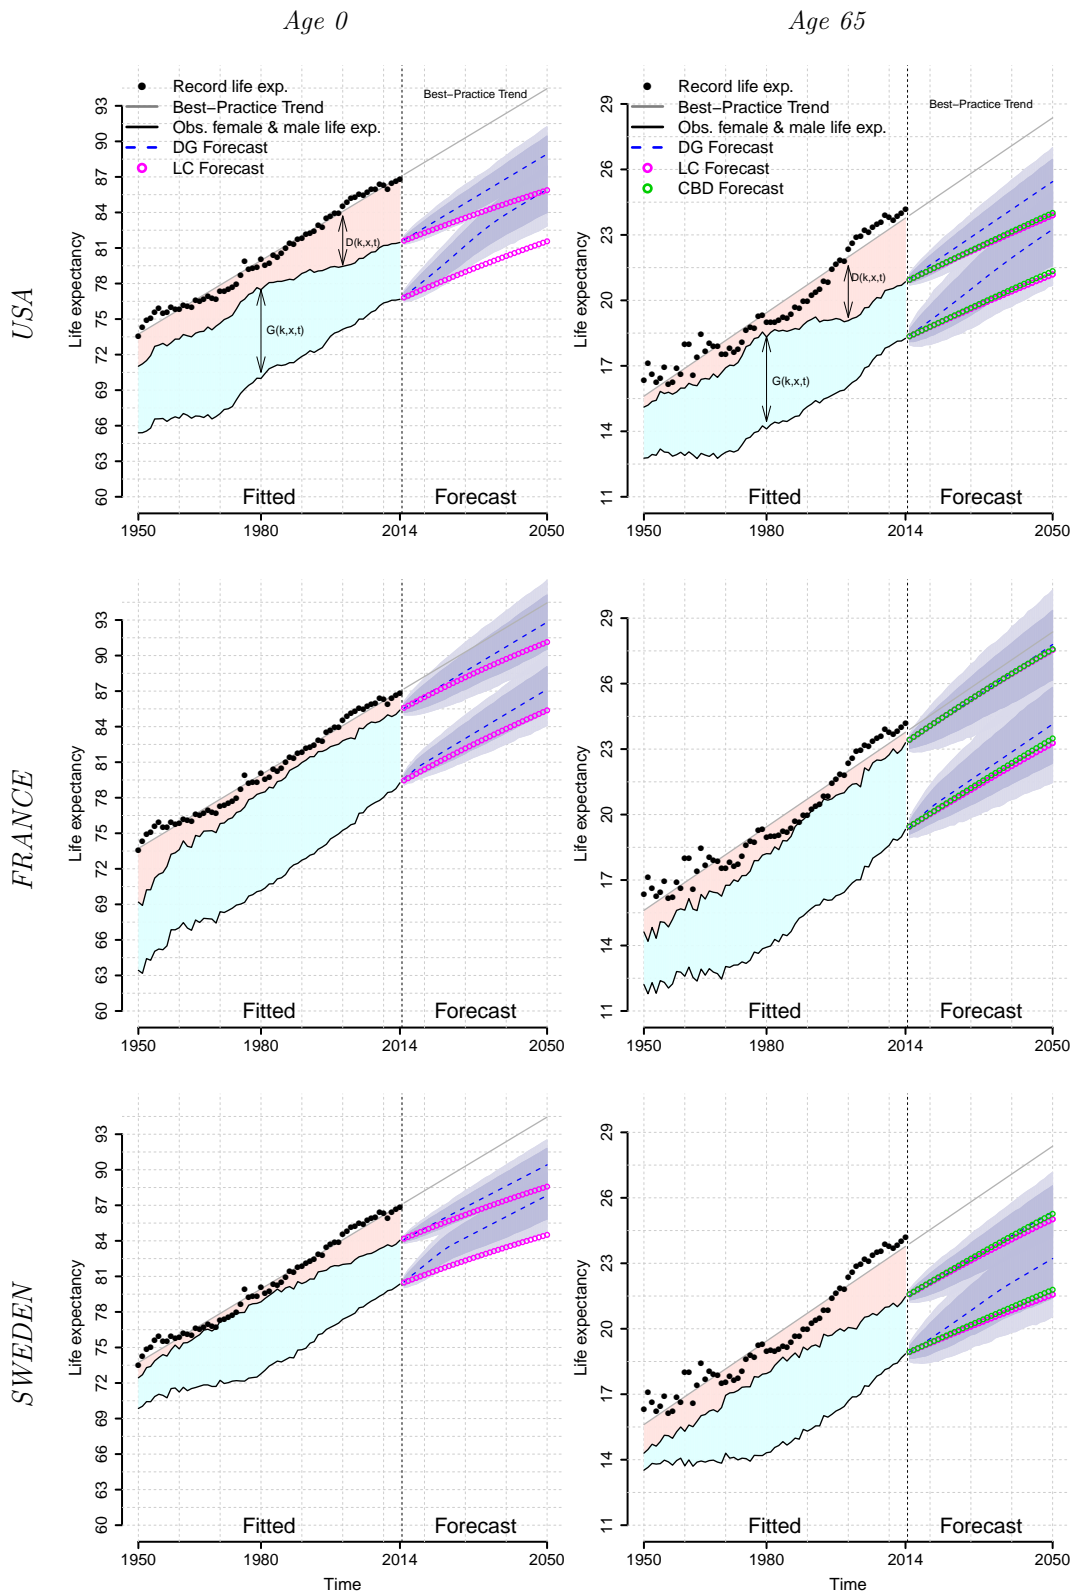 Age 0
Age 65
USA
Life expectancy
60 63 66 69 72 75 78 81 84 87 90 93
Record life exp.
Best−Practice Trend
Obs. female & male life exp.
DG Forecast
LC Forecast
Best−Practice Trend
D(k,x,t)
G(k,x,t)
Fitted
Forecast
1950 1980 2014 2050
Life expectancy
11 14 17 20 23 26 29
Record life exp.
Best−Practice Trend
Obs. female & male life exp.
DG Forecast
LC Forecast
CBD Forecast
Best−Practice Trend
D(k,x,t)
G(k,x,t)
Fitted
Forecast
1950 1980 2014 2050
FRANCE
Life expectancy
60 63 66 69 72 75 78 81 84 87 90 93
Fitted
Forecast
1950 1980 2014 2050
Life expectancy
11 14 17 20 23 26 29
Fitted
Forecast
1950 1980 2014 2050
SWEDEN
Life expectancy
60 63 66 69 72 75 78 81 84 87 90 93
Fitted
Forecast
1950 1980 2014 2050
Time
Life expectancy
11 14 17 20 23 26 29
Fitted
Forecast
1950 1980 2014 2050
Time